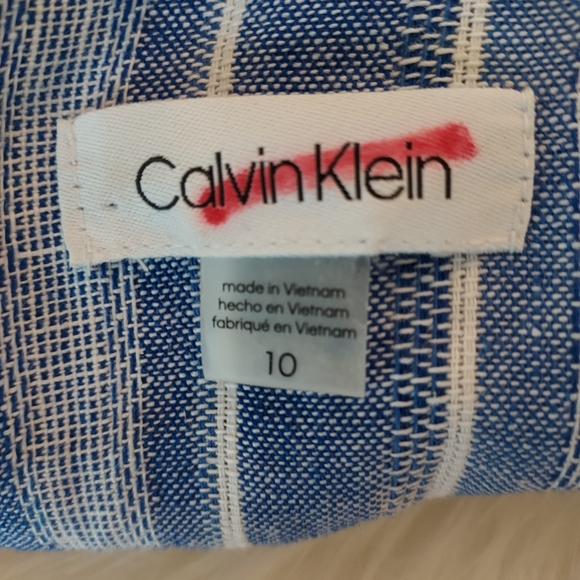 Calvin Klein
made in Vietnam
hecho en Vietnam
fabriqué en Vietnam
10